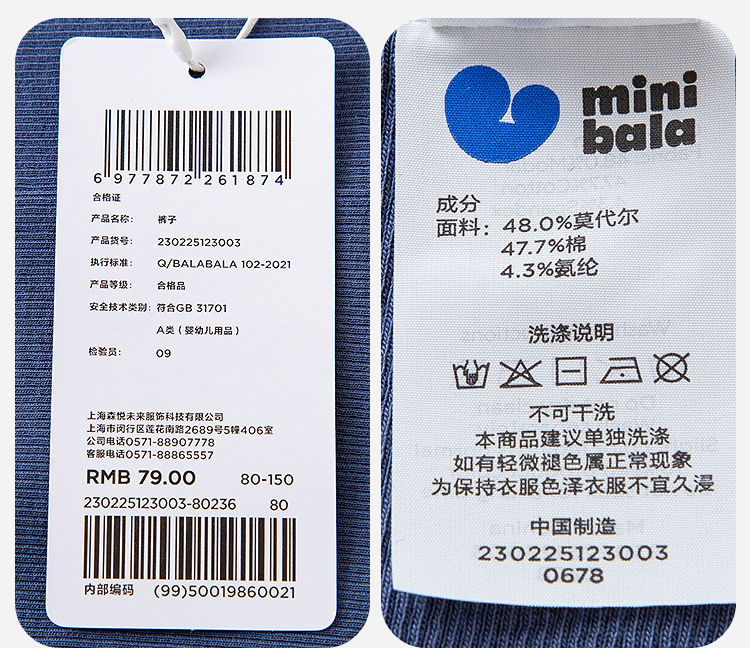 6 977872 261874
合格证
产品名称: 裤子
产品货号: 230225123003
执行标准: Q/BALABALA 102-2021
产品等级: 合格品
安全技术类别: 符合GB 31701
A类（婴幼儿用品）
检验员: 09
上海森悦未来服饰科技有限公司
上海市闵行区莲花南路2689号5幢406室
公司电话0571-88907778
客服电话0571-88865557
RMB 79.00 80-150
230225123003-80236 80
内部编码 (99)50019860021
mini
bala
成分
面料: 48.0%莫代尔
47.7%棉
4.3%氨纶
洗涤说明
不可干洗
本商品建议单独洗涤
如有轻微褪色属正常现象
为保持衣服色泽衣服不宜久浸
中国制造
230225123003
0678